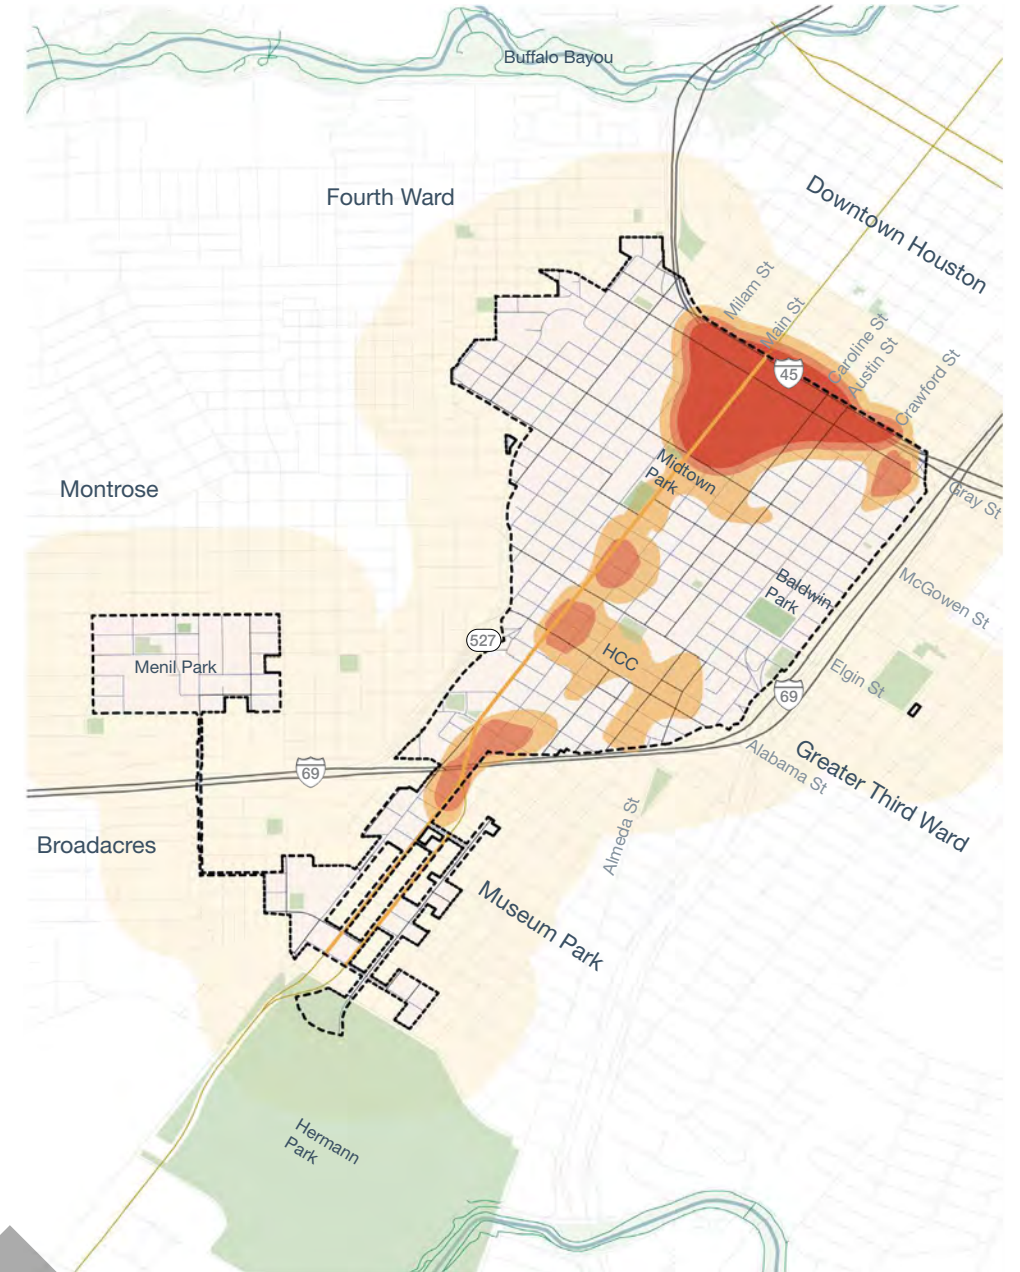 Buffalo Bayou
Fourth Ward
Downtown Houston
Milam St
Main St
Caroline St
Austin St
Crawford St
45
Midtown
Park
Montrose
Gray St
McGowen St
Baldwin
Park
527
HCC
Menil Park
Elgin St
69
69
Alabama St
Greater Third Ward
Almeda St
Broadacres
Museum Park
Hermann
Park